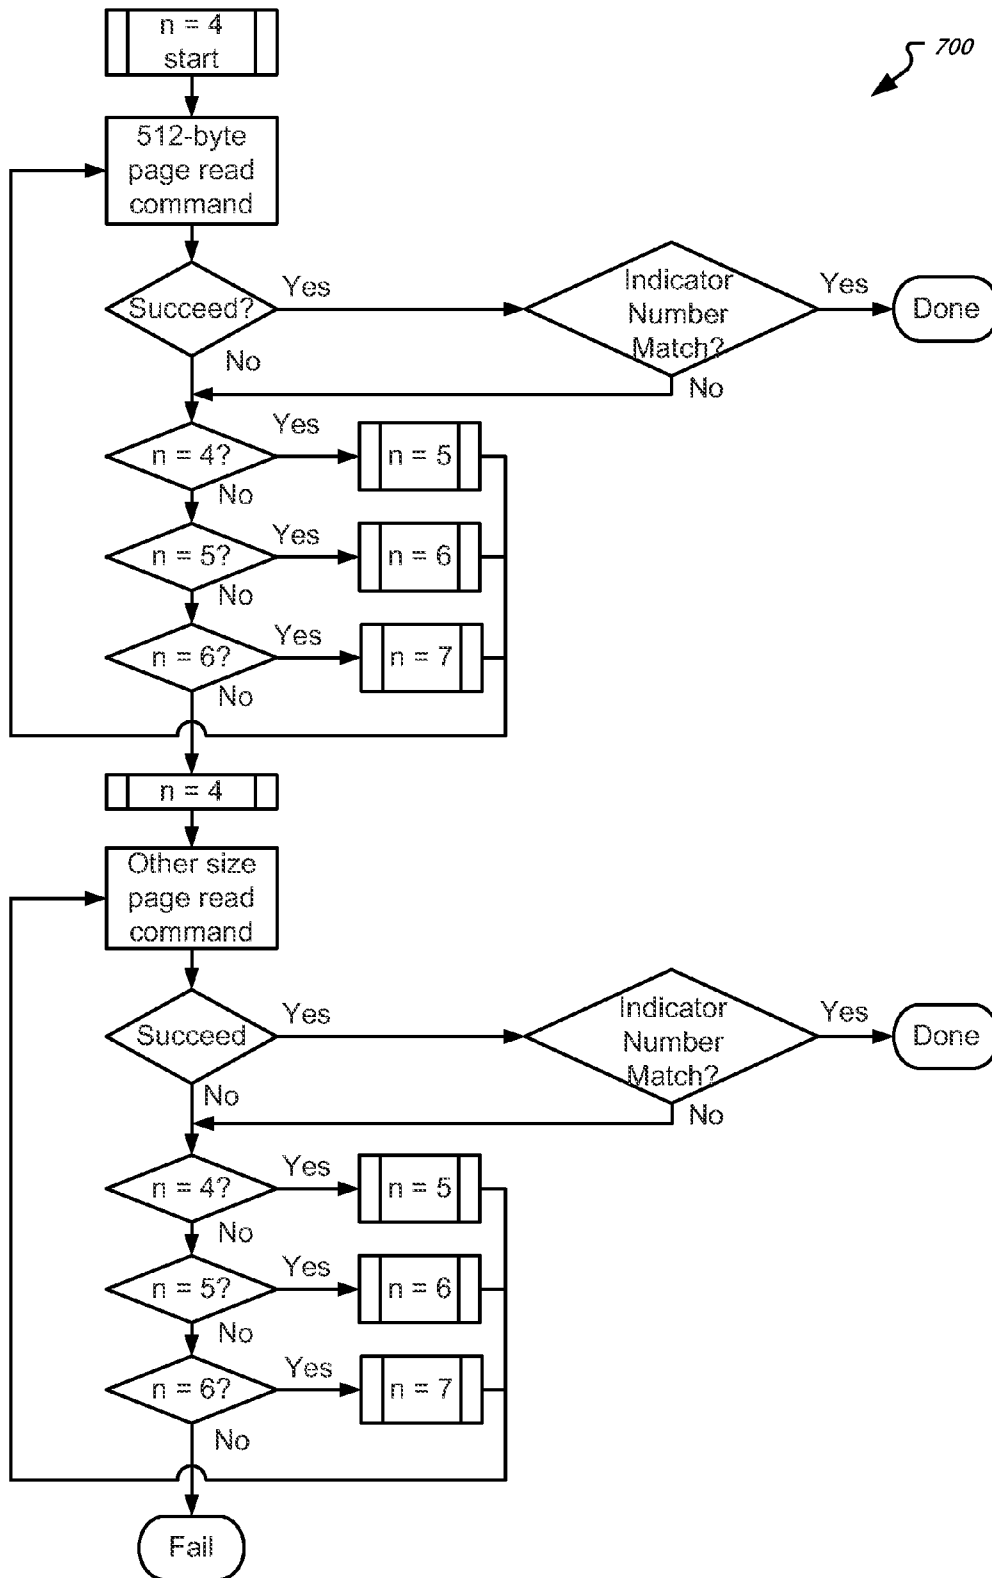 n = 4
start
700
512-byte
page read
command
Succeed?
Yes
Indicator
Number
Match?
Yes
Done
No
No
n = 4?
Yes
n = 5
No
n = 5?
Yes
n = 6
No
n = 6?
Yes
n = 7
No
n = 4
Other size
page read
command
Succeed
Yes
Indicator
Number
Match?
Yes
Done
No
No
n = 4?
Yes
n = 5
No
n = 5?
Yes
n = 6
No
n = 6?
Yes
n = 7
No
Fail